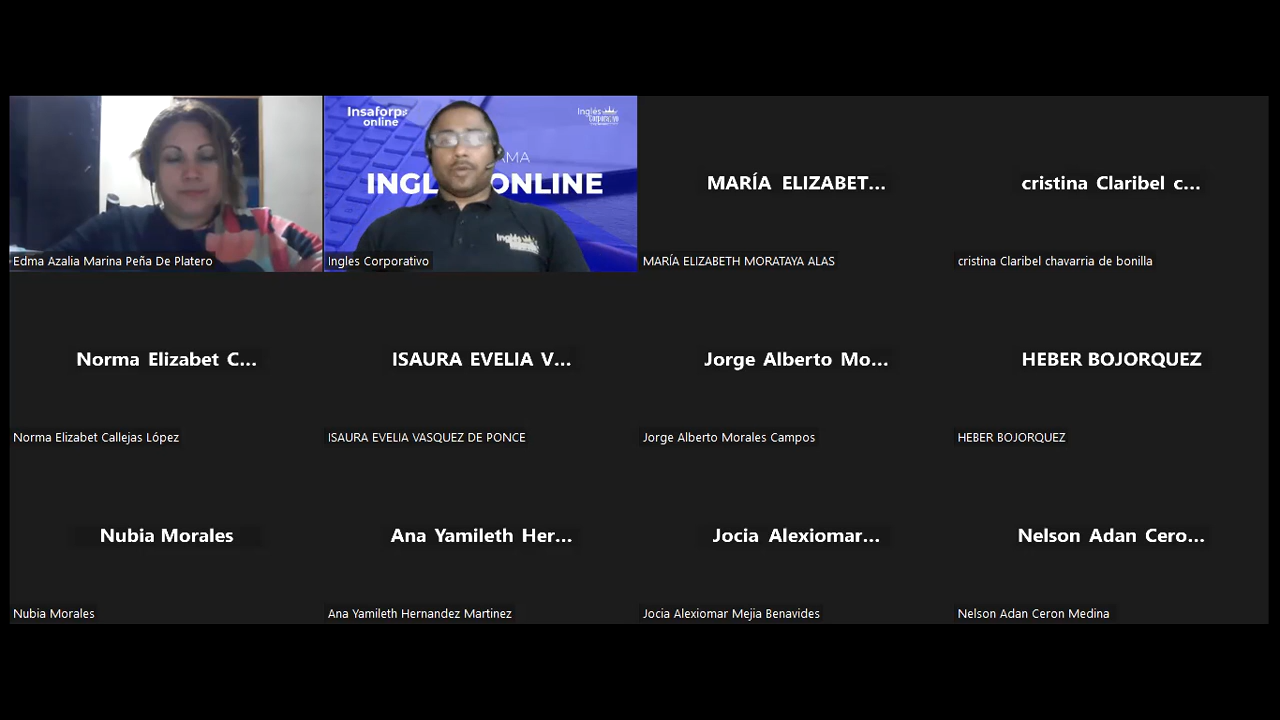 Insaforp
online
Inglés
corporativo
INGL ONLINE
Inglés
Edma Azalia Marina Peña De Platero
Ingles Corporativo
MARÍA ELIZABET...
MARÍA ELIZABETH MORATAYA ALAS
cristina Claribel c...
cristina Claribel chavarria de bonilla
Norma Elizabet C...
Norma Elizabet Callejas López
ISAURA EVELIA V...
ISAURA EVELIA VASQUEZ DE PONCE
Jorge Alberto Mo...
Jorge Alberto Morales Campos
HEBER BOJORQUEZ
HEBER BOJORQUEZ
Nubia Morales
Nubia Morales
Ana Yamileth Her...
Ana Yamileth Hernandez Martinez
Jocia Alexiomar...
Jocia Alexiomar Mejia Benavides
Nelson Adan Cero...
Nelson Adan Ceron Medina